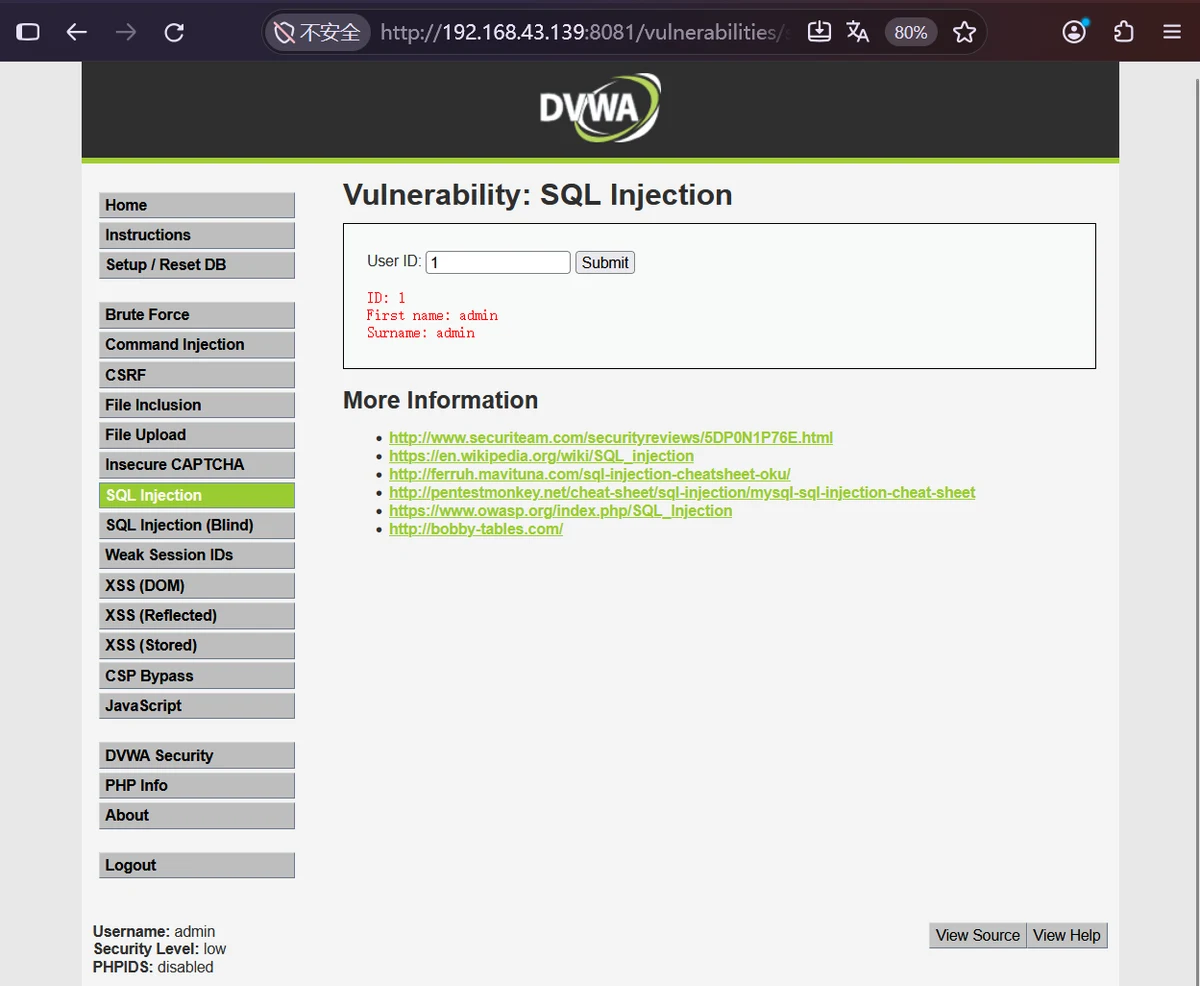 不安全 http://192.168.43.139:8081/vulnerabilities/ 80%
DVWA
Home
Instructions
Setup / Reset DB
Brute Force
Command Injection
CSRF
File Inclusion
File Upload
Insecure CAPTCHA
SQL Injection
SQL Injection (Blind)
Weak Session IDs
XSS (DOM)
XSS (Reflected)
XSS (Stored)
CSP Bypass
JavaScript
DVWA Security
PHP Info
About
Logout
Vulnerability: SQL Injection
User ID: 1 Submit
ID: 1
First name: admin
Surname: admin
More Information
http://www.securiteam.com/securityreviews/5DP0N1P76E.html
https://en.wikipedia.org/wiki/SQL_injection
http://ferruh.mavituna.com/sql-injection-cheatsheet-oku/
http://pentestmonkey.net/cheat-sheet/sql-injection/mysql-sql-injection-cheat-sheet
https://www.owasp.org/index.php/SQL_Injection
http://bobby-tables.com/
Username: admin
Security Level: low
PHPIDS: disabled
View Source View Help